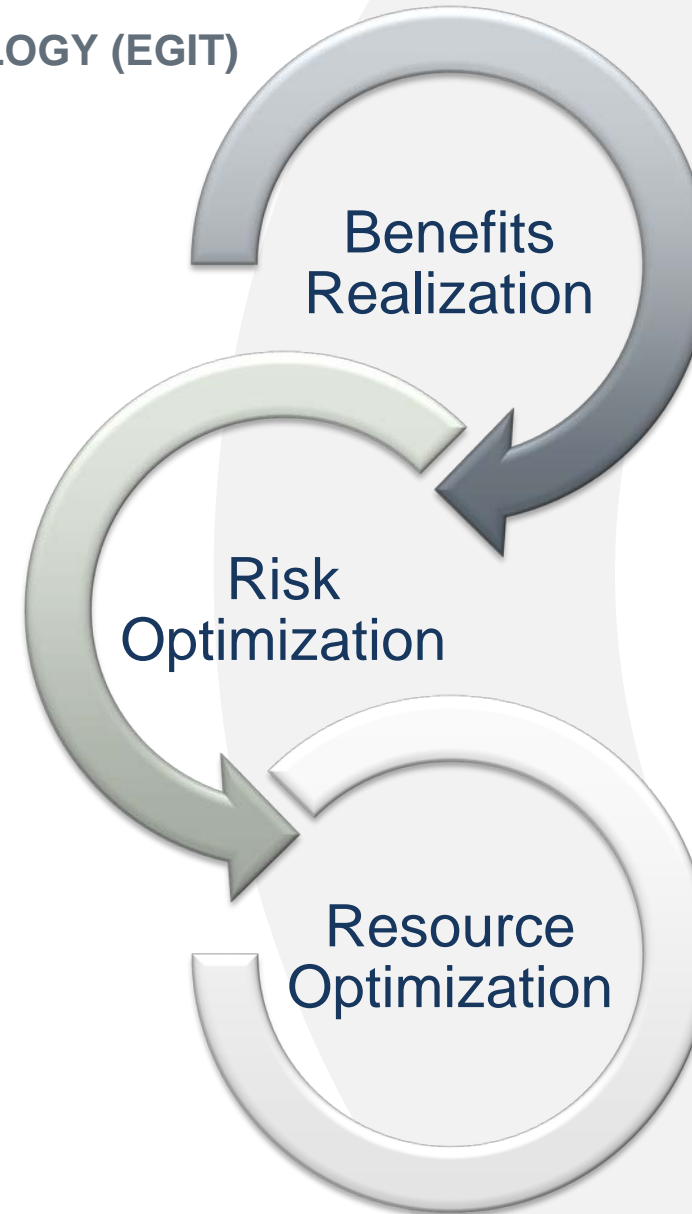 LOGY (EGIT)
Benefits
Realization
Risk
Optimization
Resource
Optimization